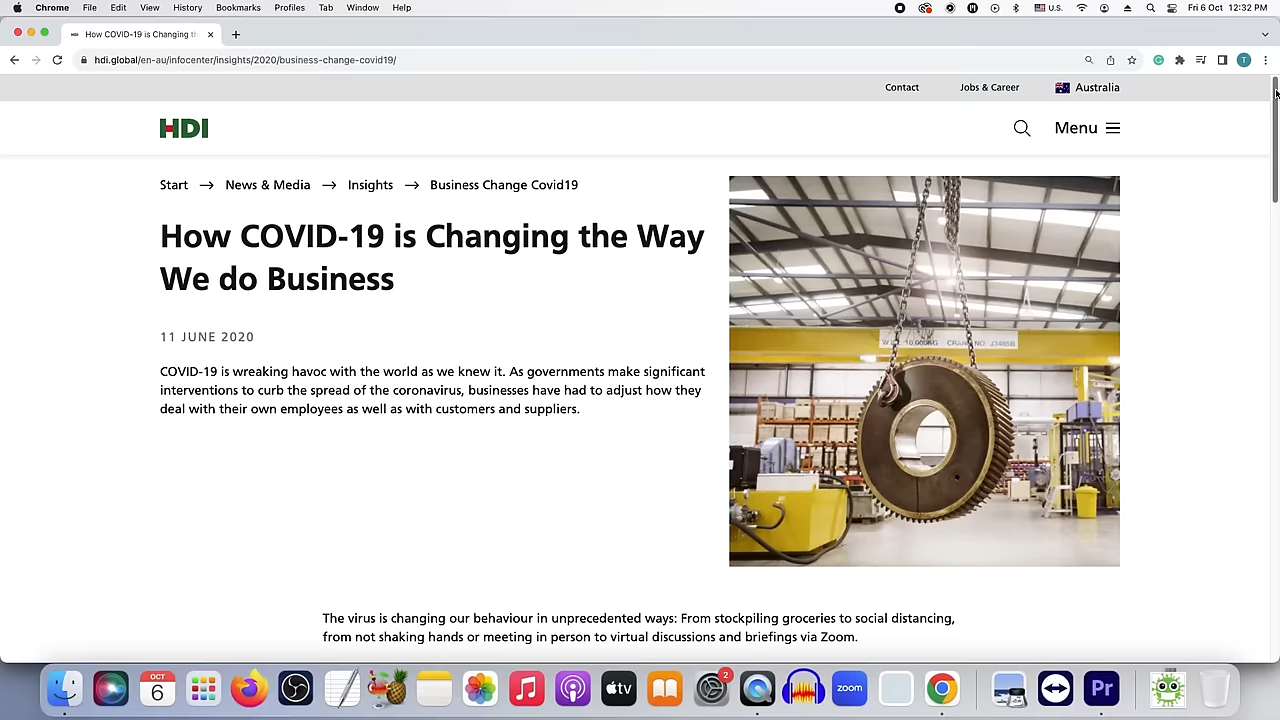 Chrome File Edit View History Bookmarks Profiles Tab Window Help U.S. Fri 6 Oct 12:32 PM
How COVID-19 is Changing th
hdi.global/en-au/infocenter/insights/2020/business-change-covid19/ T
Contact Jobs & Career Australia
HDI Menu
Start → News & Media → Insights → Business Change Covid19
How COVID-19 is Changing the Way
We do Business
11 JUNE 2020
COVID-19 is wreaking havoc with the world as we knew it. As governments make significant
interventions to curb the spread of the coronavirus, businesses have had to adjust how they
deal with their own employees as well as with customers and suppliers.
CRANE NO J3485B
The virus is changing our behaviour in unprecedented ways: From stockpiling groceries to social distancing,
from not shaking hands or meeting in person to virtual discussions and briefings via Zoom.
OCT
6
2
tv
zoom
Pr